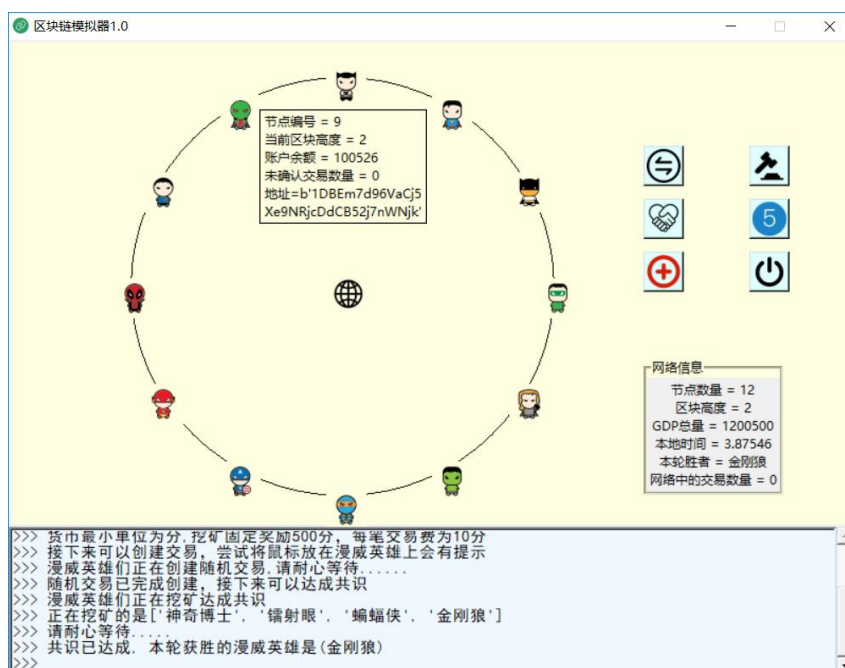 区块链模拟器1.0
节点编号 = 9
当前区块高度 = 2
账户余额 = 100526
未确认交易数量 = 0
地址=b'1DBEm7d96VaCj5
Xe9NRjcDdCB52j7nWNjk'
5
网络信息
节点数量 = 12
区块高度 = 2
GDP总量 = 1200500
本地时间 = 3.87546
本轮胜者 = 金刚狼
网络中的交易数量 = 0
>>> 货币最小单位为分,挖矿固定奖励500分, 每笔交易费为10分
>>> 接下来可以创建交易, 尝试将鼠标放在漫威英雄上会有提示
>>> 漫威英雄们正在创建随机交易,请耐心等待......
>>> 随机交易已完成创建, 接下来可以达成共识
>>> 漫威英雄们正在挖矿达成共识
>>> 正在挖矿的是['神奇博士', '镭射眼', '蝙蝠侠', '金刚狼']
>>> 请耐心等待.....
>>> 共识已达成, 本轮获胜的漫威英雄是(金刚狼)
>>>